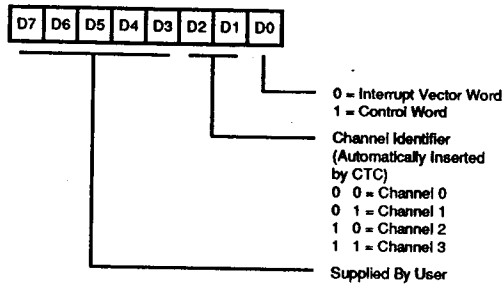 D7 D6 D5 D4 D3 D2 D1 D0
0 = Interrupt Vector Word
1 = Control Word
Channel Identifier
(Automatically Inserted
by CTC)
0 0 = Channel 0
0 1 = Channel 1
1 0 = Channel 2
1 1 = Channel 3
Supplied By User